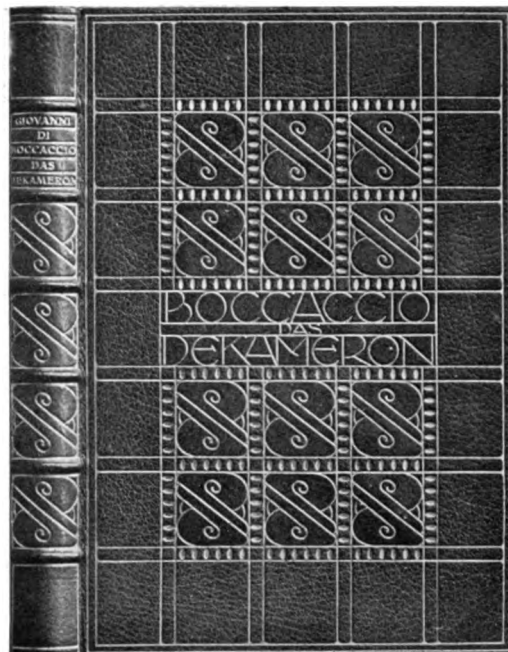 GIOVANNI
DI
BOCCACCIO
DAS
DEKAMERON
BOCCACCIO
DAS
DEKAMERON